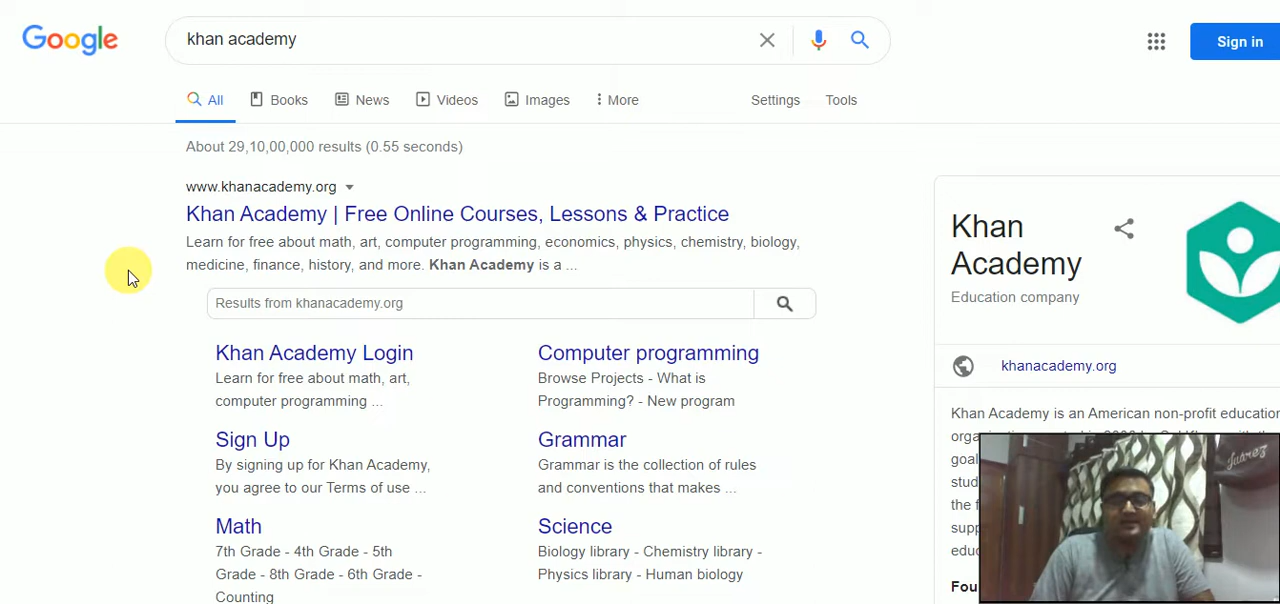 Google
khan academy
Sign in
All
Books
News
Videos
Images
More
Settings
Tools
About 29,10,00,000 results (0.55 seconds)
www.khanacademy.org
Khan Academy | Free Online Courses, Lessons & Practice
Learn for free about math, art, computer programming, economics, physics, chemistry, biology,
medicine, finance, history, and more. Khan Academy is a ...
Results from khanacademy.org
Khan Academy Login
Learn for free about math, art,
computer programming ...
Sign Up
By signing up for Khan Academy,
you agree to our Terms of use ...
Math
7th Grade - 4th Grade - 5th
Grade - 8th Grade - 6th Grade -
Counting
Computer programming
Browse Projects - What is
Programming? - New program
Grammar
Grammar is the collection of rules
and conventions that makes ...
Science
Biology library - Chemistry library -
Physics library - Human biology
Khan
Academy
Education company
khanacademy.org
Khan Academy is an American non-profit
goal
the
Juárez